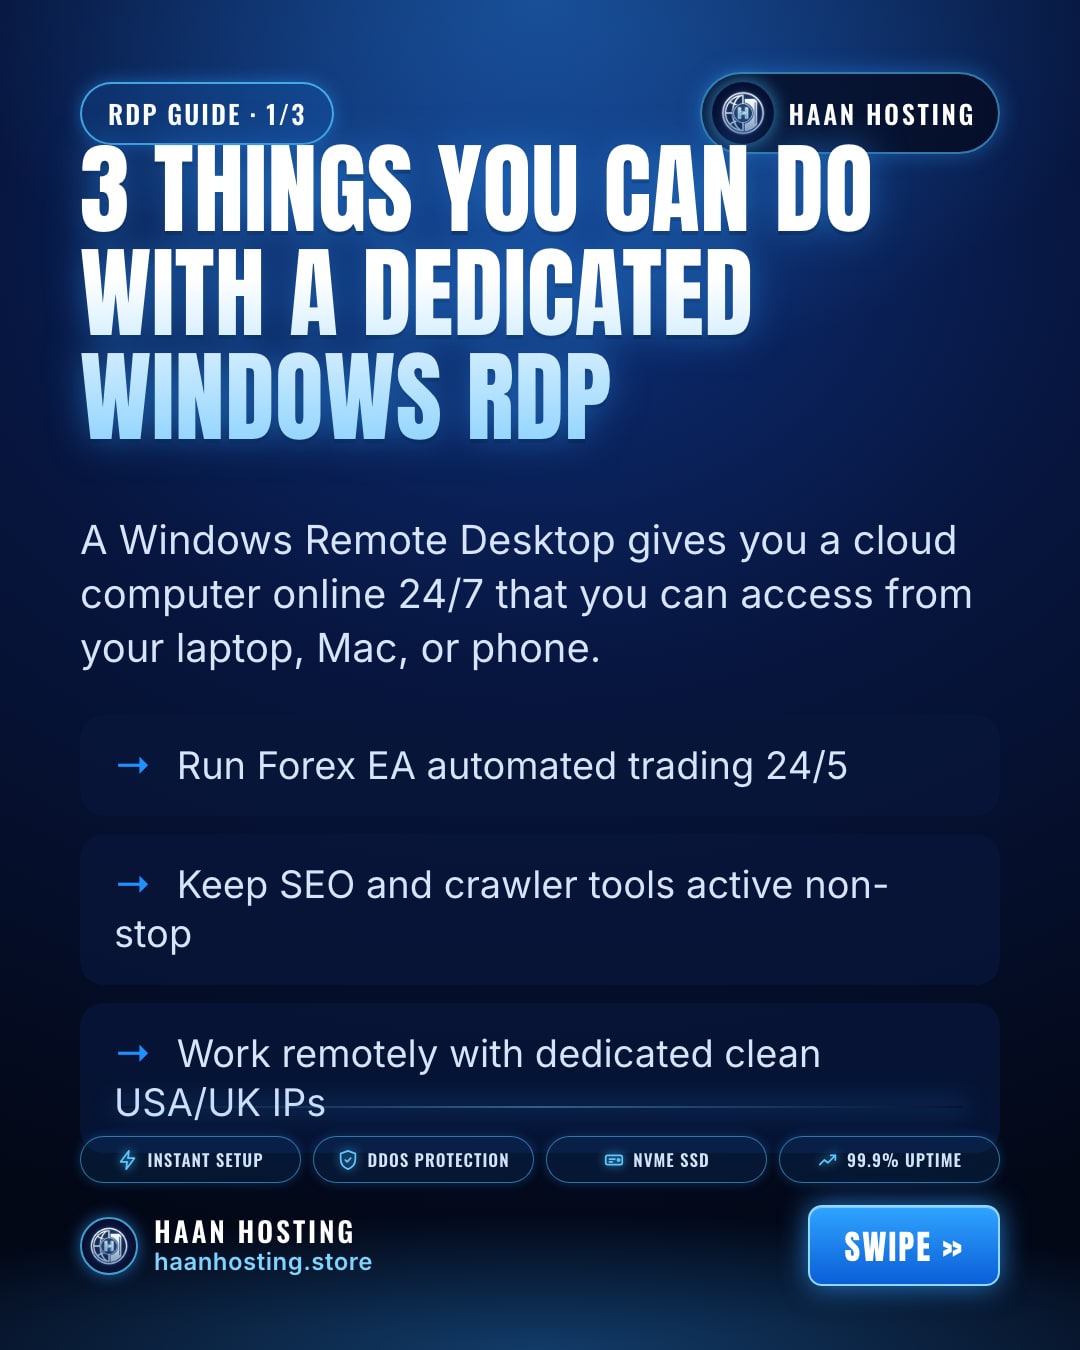 RDP GUIDE · 1/3
HAAN HOSTING
3 THINGS YOU CAN DO
WITH A DEDICATED
WINDOWS RDP
A Windows Remote Desktop gives you a cloud
computer online 24/7 that you can access from
your laptop, Mac, or phone.
→ Run Forex EA automated trading 24/5
→ Keep SEO and crawler tools active non-
stop
→ Work remotely with dedicated clean
USA/UK IPs
INSTANT SETUP
DDOS PROTECTION
NVME SSD
99.9% UPTIME
HAAN HOSTING
haanhosting.store
SWIPE »